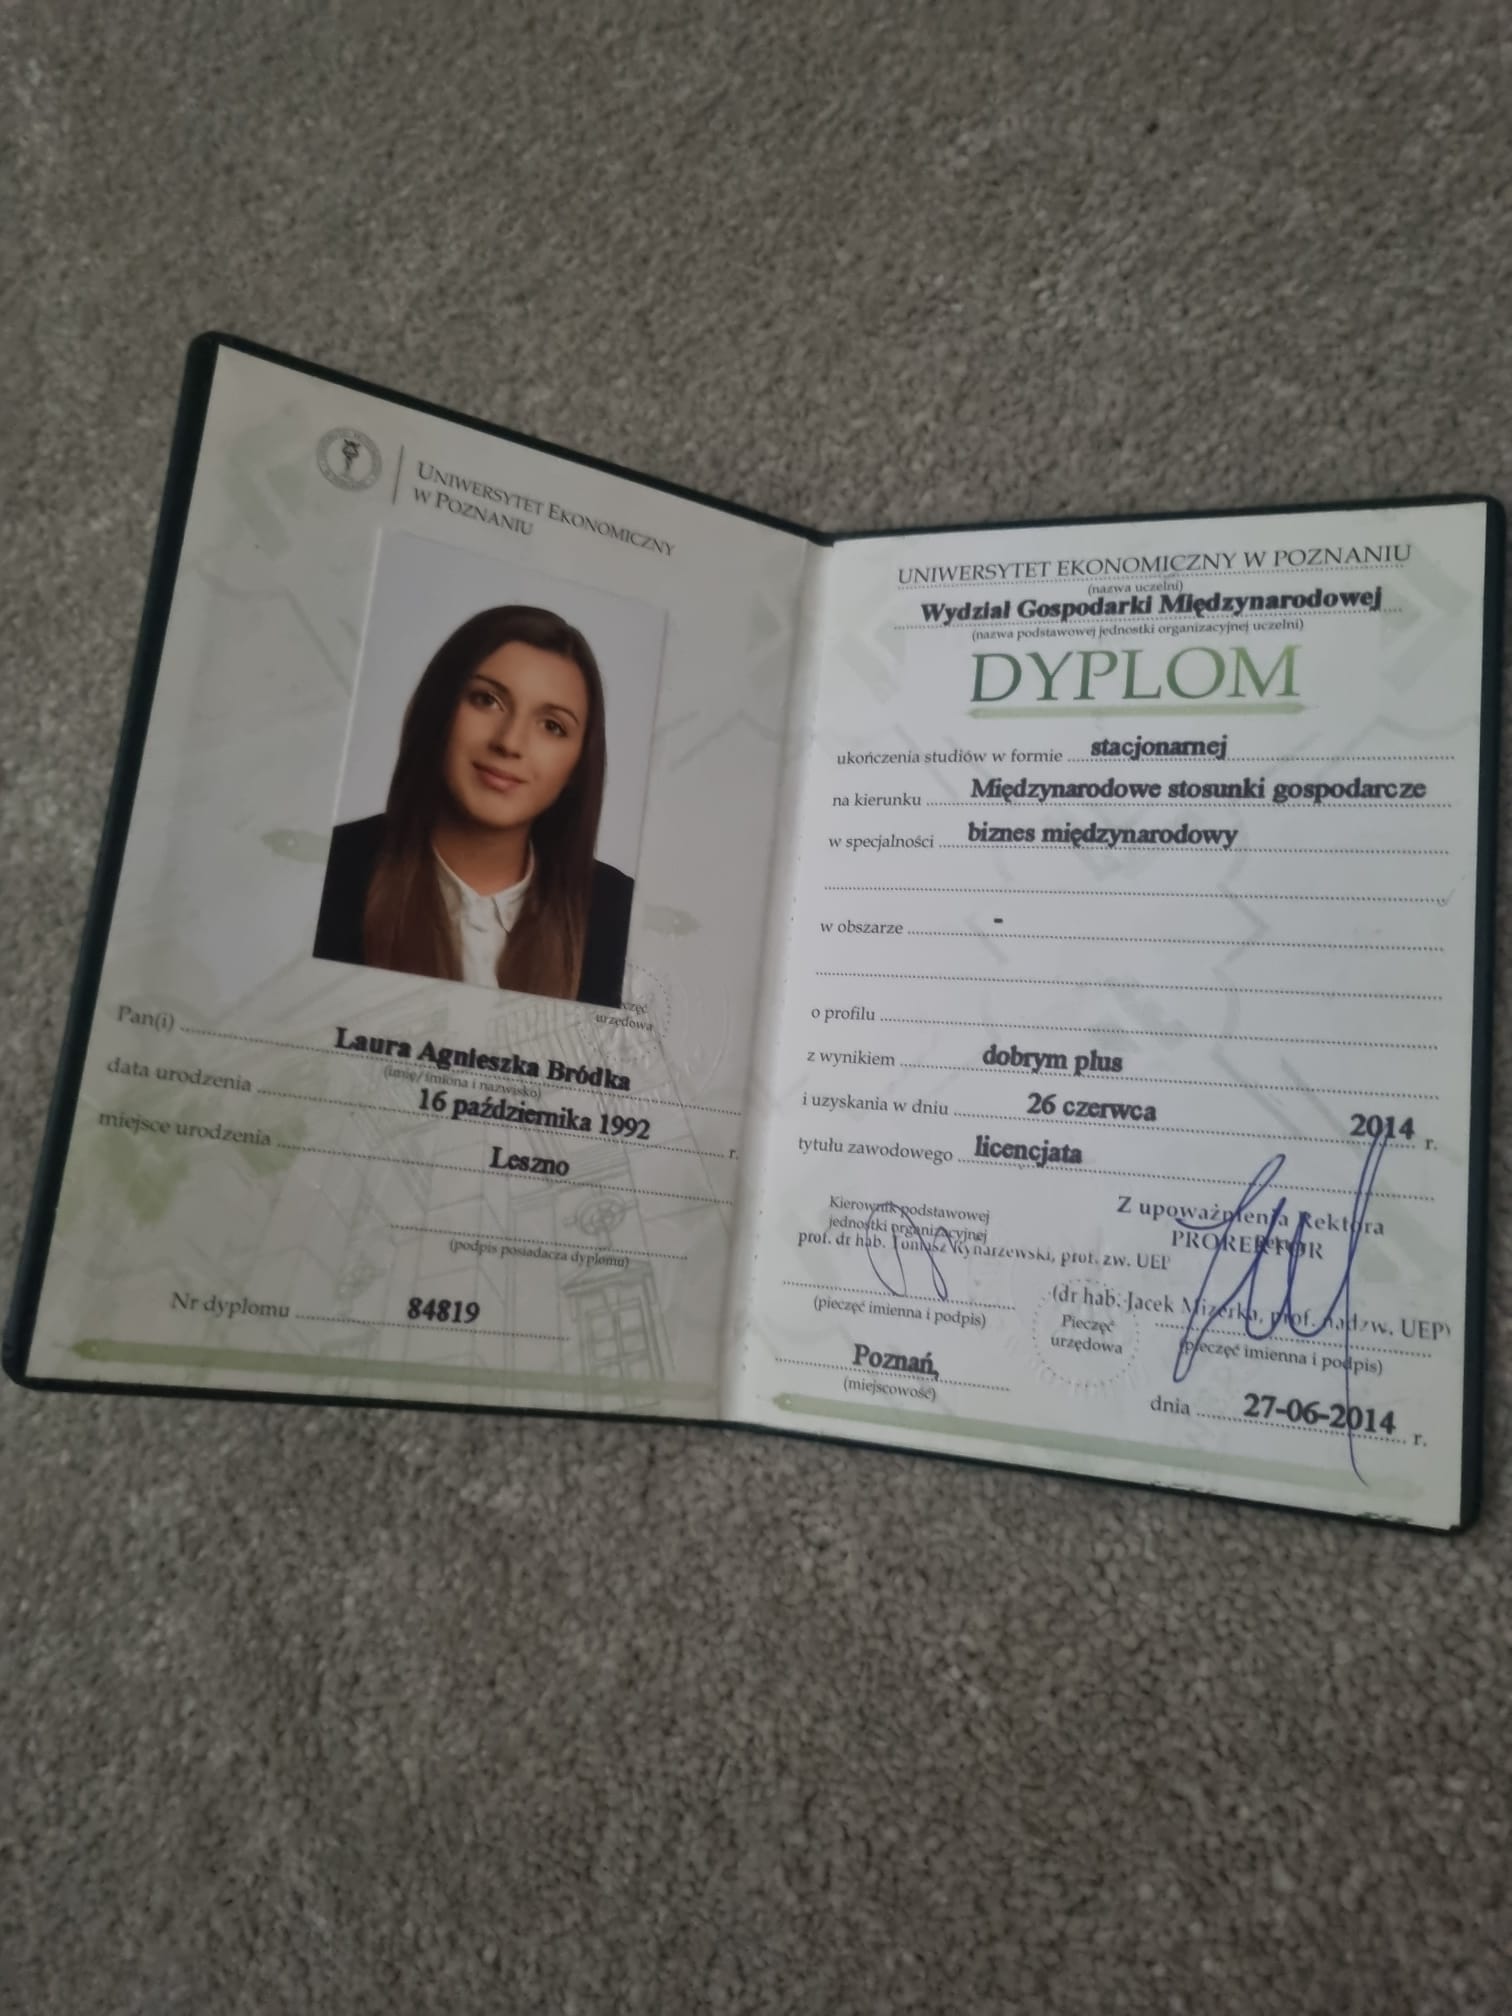 UNIWERSYTET EKONOMICZNY
W POZNANIU
częć
urzędowa
Pan(i) Laura Agnieszka Bródka
(imię/imiona i nazwisko)
data urodzenia 16 października 1992 r.
miejsce urodzenia Leszno
(podpis posiadacza dyplomu)
Nr dyplomu 84819
UNIWERSYTET EKONOMICZNY W POZNANIU
(nazwa uczelni)
Wydział Gospodarki Międzynarodowej
(nazwa podstawowej jednostki organizacyjnej uczelni)
DYPLOM
ukończenia studiów w formie stacjonarnej
na kierunku Międzynarodowe stosunki gospodarcze
w specjalności biznes międzynarodowy
w obszarze -
o profilu
z wynikiem dobrym plus
i uzyskania w dniu 26 czerwca 2014 r.
tytułu zawodowego licencjata
Kierownik podstawowej
jednostki organizacyjnej
prof. dr hab. Tomasz Rynarzewski, prof. zw. UEP
(pieczęć imienna i podpis)
Z upoważnienia Rektora
PROREKTOR
(dr hab. Jacek Mizerka, prof. nadzw. UEP)
(pieczęć imienna i podpis)
Pieczęć
urzędowa
Poznań,
(miejscowość)
dnia 27-06-2014 r.